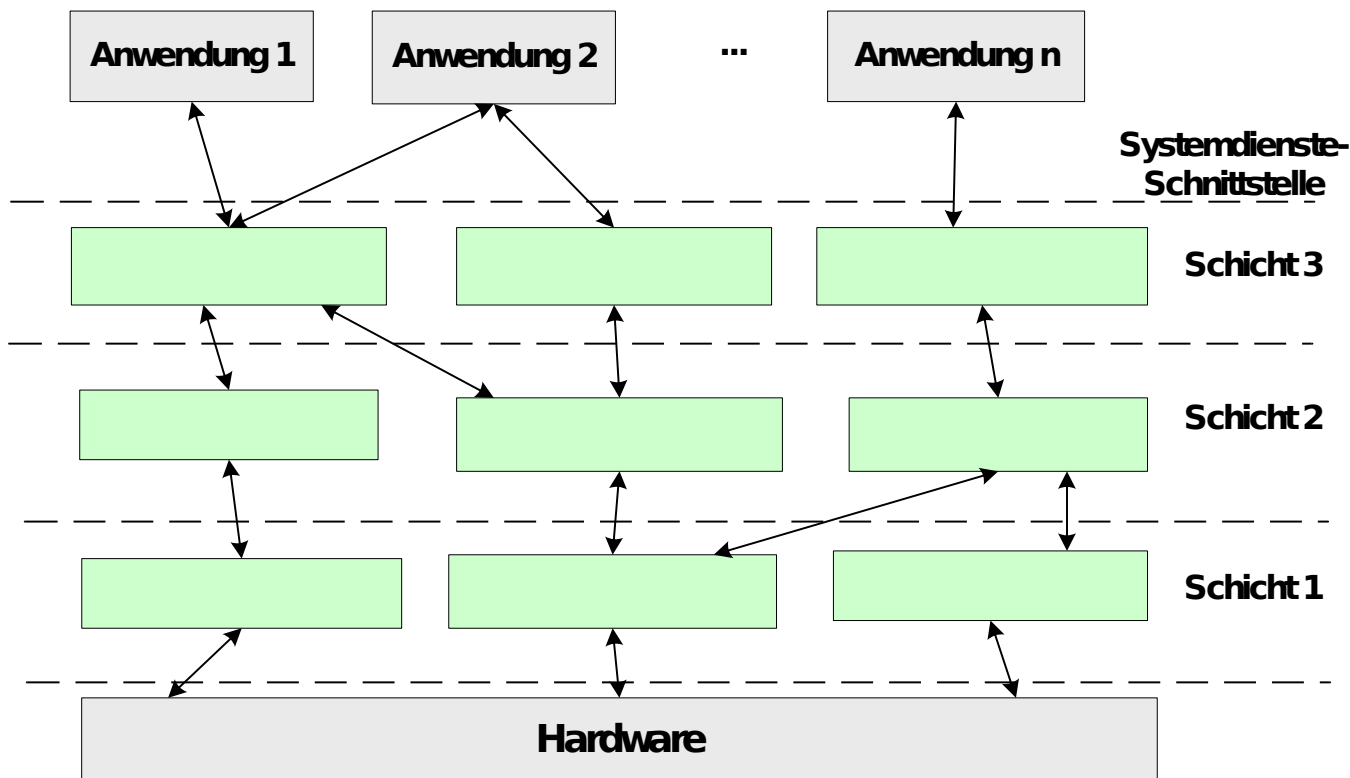 Anwendung 1
Anwendung 2
...
Anwendung n
Systemdienste-
Schnittstelle
Schicht 3
Schicht 2
Schicht 1
Hardware